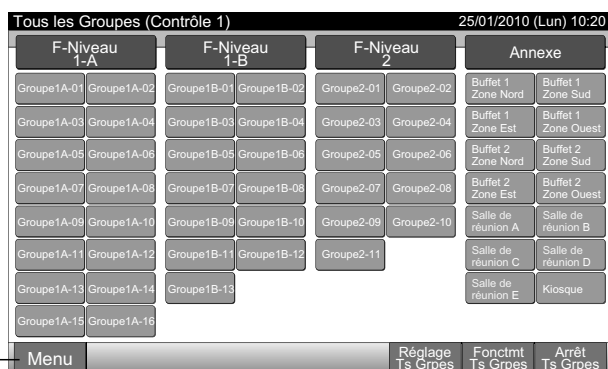 Tous les Groupes (Contrôle 1) 25/01/2010 (Lun) 10:20
F-Niveau
1-A
F-Niveau
1-B
F-Niveau
2
Annexe
Groupe1A-01 Groupe1A-02 Groupe1B-01 Groupe1B-02 Groupe2-01 Groupe2-02
Buffet 1
Zone Nord
Buffet 1
Zone Sud
Groupe1A-03 Groupe1A-04 Groupe1B-03 Groupe1B-04 Groupe2-03 Groupe2-04
Buffet 1
Zone Est
Buffet 1
Zone Ouest
Groupe1A-05 Groupe1A-06 Groupe1B-05 Groupe1B-06 Groupe2-05 Groupe2-06
Buffet 2
Zone Nord
Buffet 2
Zone Sud
Groupe1A-07 Groupe1A-08 Groupe1B-07 Groupe1B-08 Groupe2-07 Groupe2-08
Buffet 2
Zone Est
Buffet 2
Zone Ouest
Groupe1A-09 Groupe1A-10 Groupe1B-09 Groupe1B-10 Groupe2-09 Groupe2-10
Salle de
réunion A
Salle de
réunion B
Groupe1A-11 Groupe1A-12 Groupe1B-11 Groupe1B-12 Groupe2-11
Salle de
réunion C
Salle de
réunion D
Groupe1A-13 Groupe1A-14 Groupe1B-13
Salle de
réunion E
Kiosque
Groupe1A-15 Groupe1A-16
Menu
Réglage
Ts Grpes
Fonctmt
Ts Grpes
Arrêt
Ts Grpes